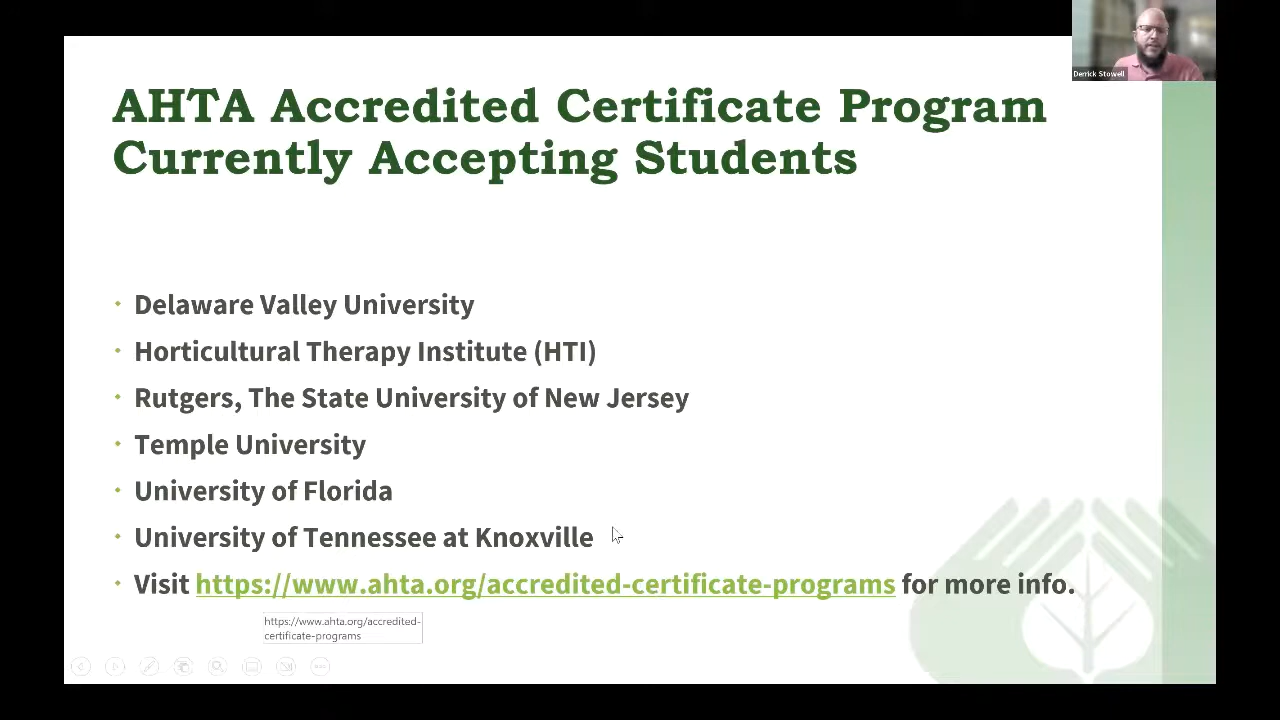 Derrick Stowell
AHTA Accredited Certificate Program
Currently Accepting Students
Delaware Valley University
Horticultural Therapy Institute (HTI)
Rutgers, The State University of New Jersey
Temple University
University of Florida
University of Tennessee at Knoxville
Visit https://www.ahta.org/accredited-certificate-programs for more info.
https://www.ahta.org/accredited-
certificate-programs